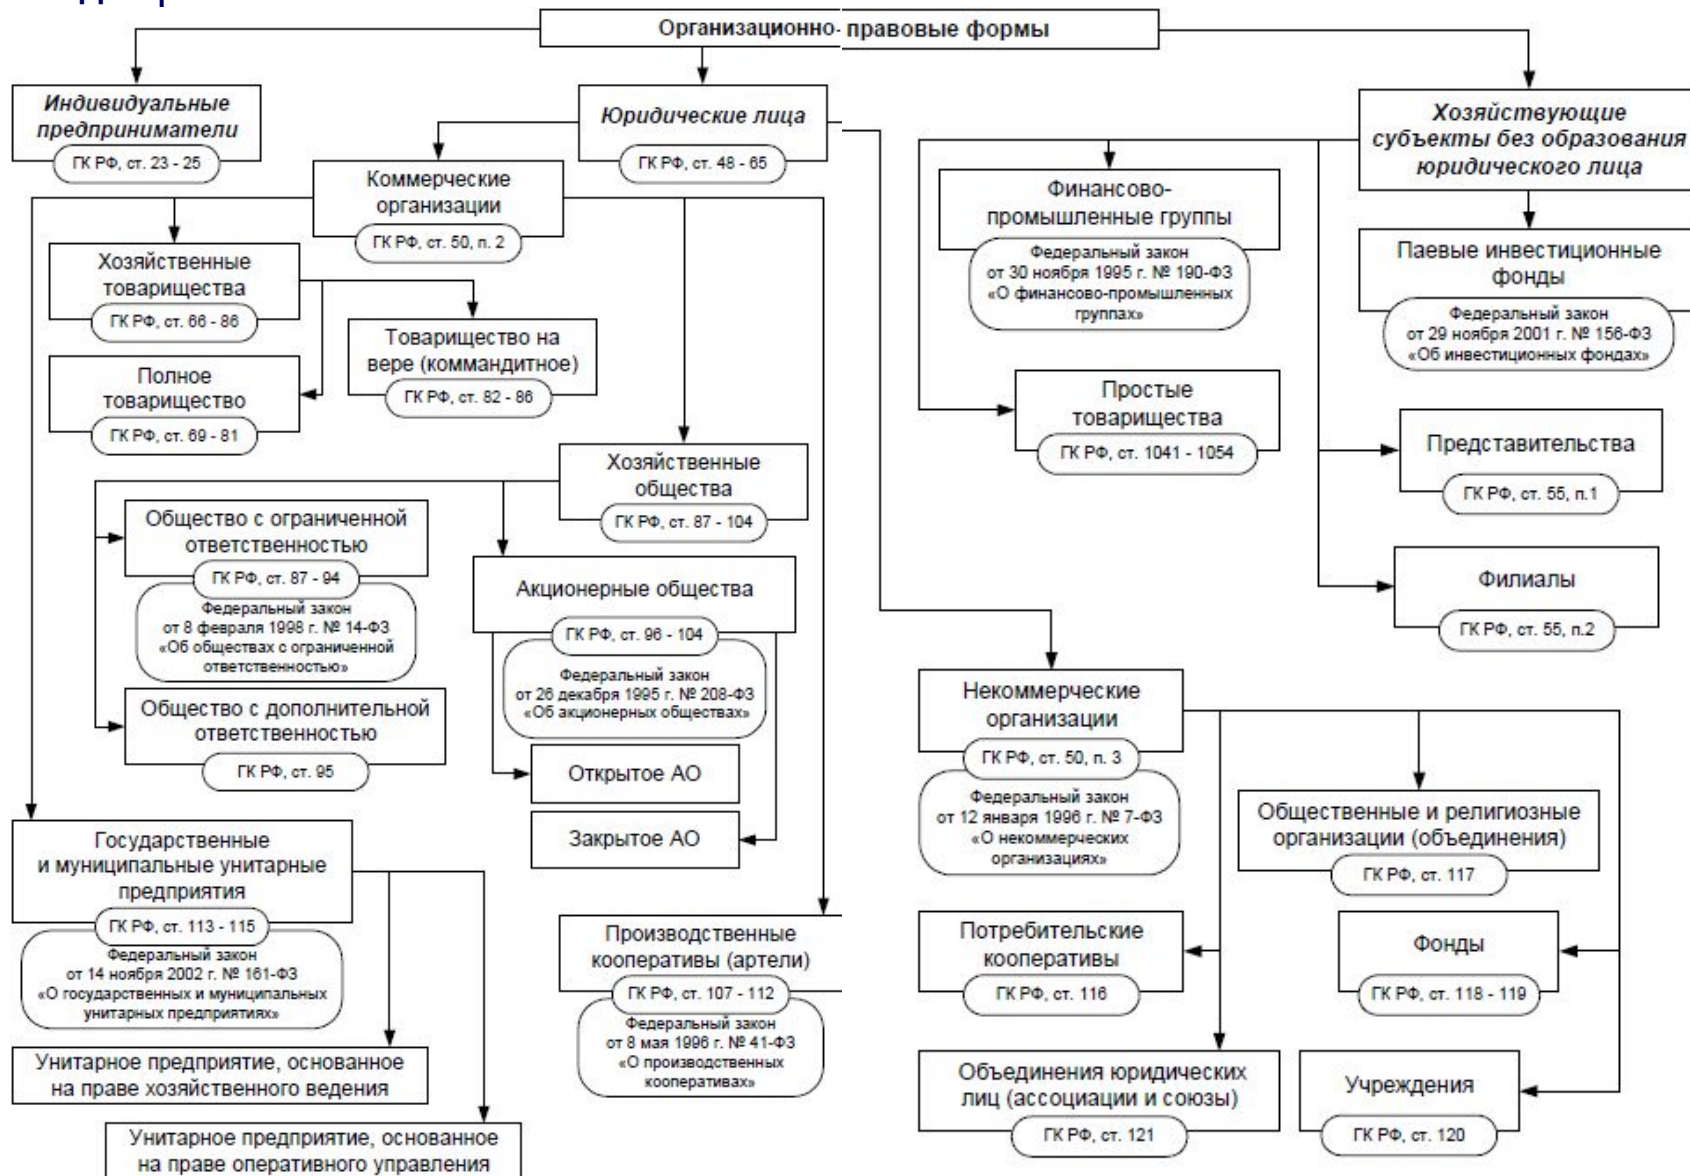 Организационно-правовые формы
Индивидуальные
предприниматели
ГК РФ, ст. 23 - 25
Юридические лица
ГК РФ, ст. 48 - 65
Хозяйствующие
субъекты без образования
юридического лица
Коммерческие
организации
ГК РФ, ст. 50, п. 2
Хозяйственные
товарищества
ГК РФ, ст. 66 - 86
Товарищество на
вере (коммандитное)
ГК РФ, ст. 82 - 86
Полное
товарищество
ГК РФ, ст. 69 - 81
Хозяйственные
общества
ГК РФ, ст. 87 - 104
Общество с ограниченной
ответственностью
ГК РФ, ст. 87 - 94
Федеральный закон
от 8 февраля 1998 г. № 14-ФЗ
«Об обществах с ограниченной
ответственностью»
Общество с дополнительной
ответственностью
ГК РФ, ст. 95
Акционерные общества
ГК РФ, ст. 96 - 104
Федеральный закон
от 26 декабря 1995 г. № 208-ФЗ
«Об акционерных обществах»
Открытое АО
Закрытое АО
Государственные
и муниципальные унитарные
предприятия
ГК РФ, ст. 113 - 115
Федеральный закон
от 14 ноября 2002 г. № 161-ФЗ
«О государственных и муниципальных
унитарных предприятиях»
Унитарное предприятие, основанное
на праве хозяйственного ведения
Унитарное предприятие, основанное
на праве оперативного управления
Производственные
кооперативы (артели)
ГК РФ, ст. 107 - 112
Федеральный закон
от 8 мая 1996 г. № 41-ФЗ
«О производственных
кооперативах»
Финансово-
промышленные группы
Федеральный закон
от 30 ноября 1995 г. № 190-ФЗ
«О финансово-промышленных
группах»
Паевые инвестиционные
фонды
Федеральный закон
от 29 ноября 2001 г. № 156-ФЗ
«Об инвестиционных фондах»
Простые
товарищества
ГК РФ, ст. 1041 - 1054
Представительства
ГК РФ, ст. 55, п.1
Филиалы
ГК РФ, ст. 55, п.2
Некоммерческие
организации
ГК РФ, ст. 50, п. 3
Федеральный закон
от 12 января 1996 г. № 7-ФЗ
«О некоммерческих
организациях»
Общественные и религиозные
организации (объединения)
ГК РФ, ст. 117
Потребительские
кооперативы
ГК РФ, ст. 116
Фонды
ГК РФ, ст. 118 - 119
Объединения юридических
лиц (ассоциации и союзы)
ГК РФ, ст. 121
Учреждения
ГК РФ, ст. 120